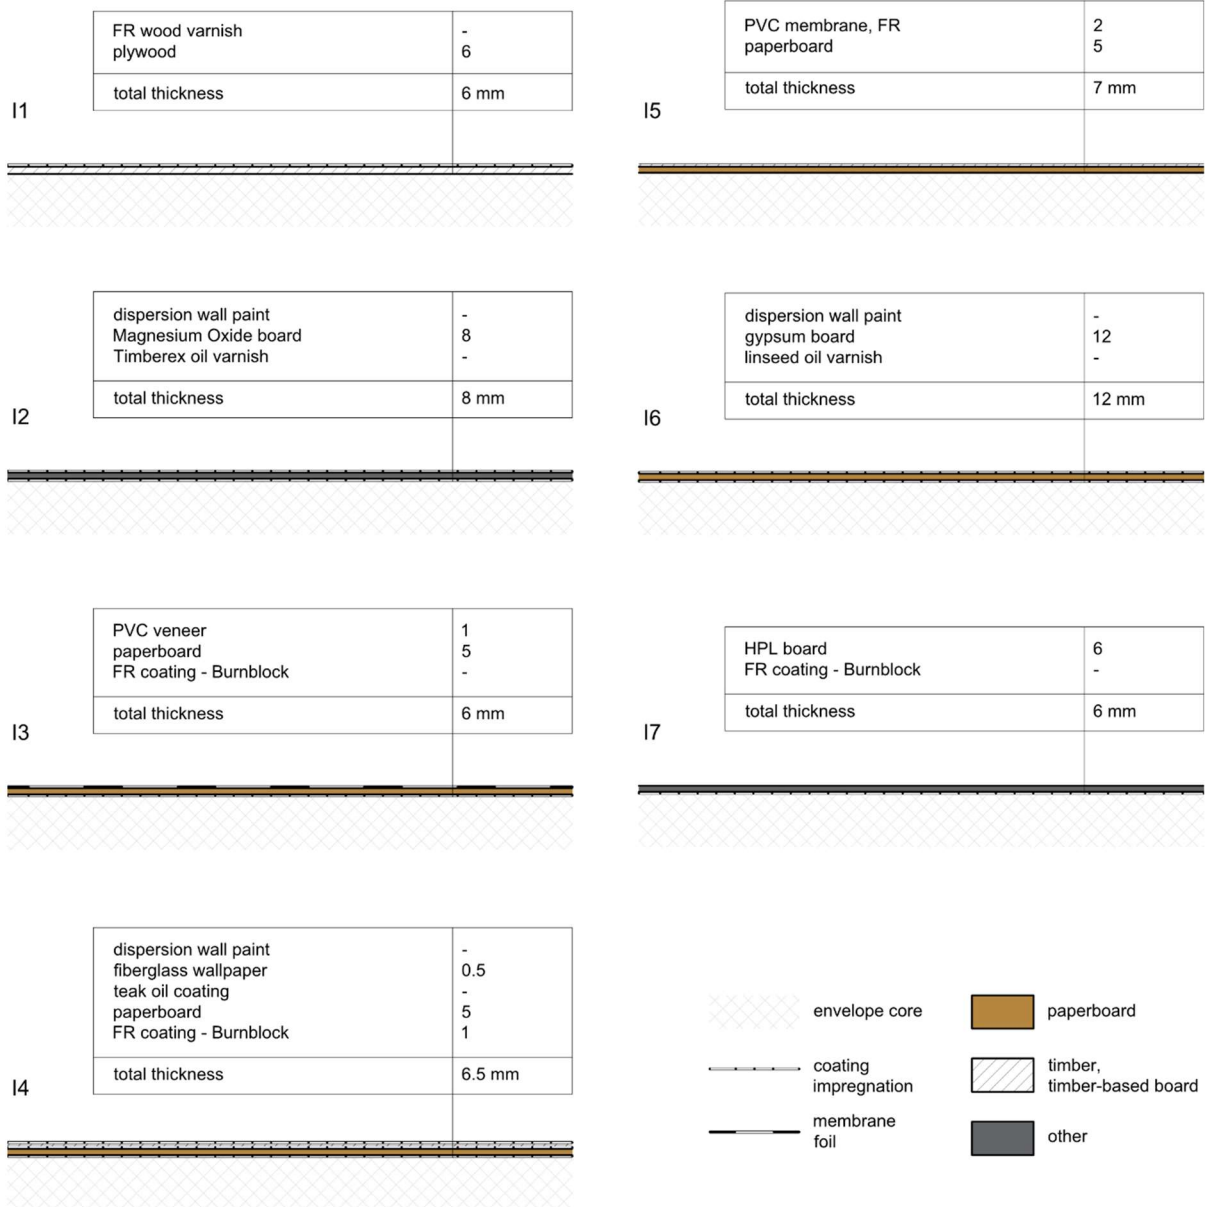 FR wood varnish -
plywood 6
total thickness 6 mm
I1
dispersion wall paint -
Magnesium Oxide board 8
Timberex oil varnish -
total thickness 8 mm
I2
PVC veneer 1
paperboard 5
FR coating - Burnblock -
total thickness 6 mm
I3
dispersion wall paint -
fiberglass wallpaper 0.5
teak oil coating -
paperboard 5
FR coating - Burnblock 1
total thickness 6.5 mm
I4
PVC membrane, FR 2
paperboard 5
total thickness 7 mm
I5
dispersion wall paint -
gypsum board 12
linseed oil varnish -
total thickness 12 mm
I6
HPL board 6
FR coating - Burnblock -
total thickness 6 mm
I7
envelope core
coating
impregnation
membrane
foil
paperboard
timber,
timber-based board
other